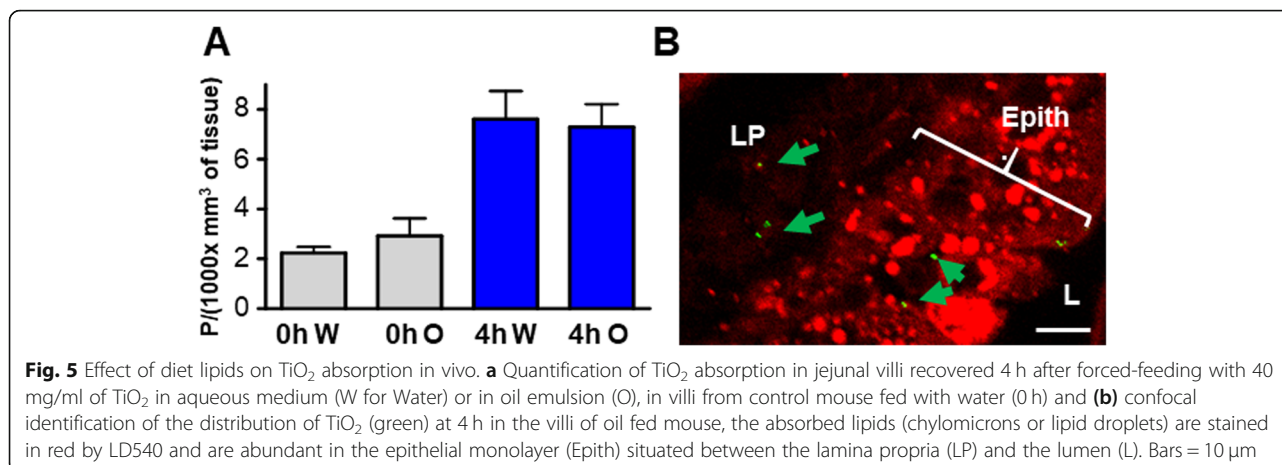 A
B
P/(1000x mm³ of tissue)
8
6
4
2
0
0h W 0h O 4h W 4h O
LP
Epith
L
Fig. 5 Effect of diet lipids on TiO₂ absorption in vivo. a Quantification of TiO₂ absorption in jejunal villi recovered 4 h after forced-feeding with 40
mg/ml of TiO₂ in aqueous medium (W for Water) or in oil emulsion (O), in villi from control mouse fed with water (0 h) and (b) confocal
identification of the distribution of TiO₂ (green) at 4 h in the villi of oil fed mouse, the absorbed lipids (chylomicrons or lipid droplets) are stained
in red by LD540 and are abundant in the epithelial monolayer (Epith) situated between the lamina propria (LP) and the lumen (L). Bars = 10 μm